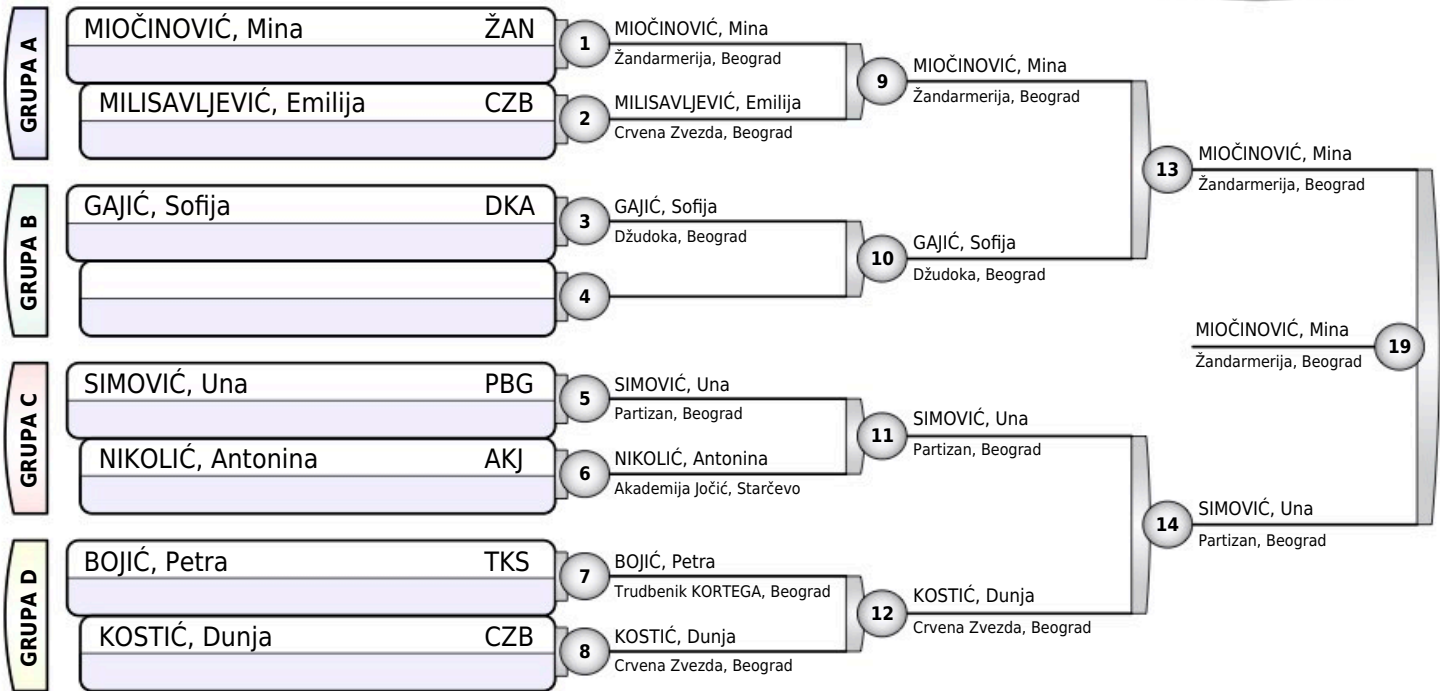 GRUPA A
MIOČINOVIĆ, Mina ŽAN
1
MIOČINOVIĆ, Mina
Žandarmerija, Beograd
MILISAVLJEVIĆ, Emilija CZB
2
MILISAVLJEVIĆ, Emilija
Crvena Zvezda, Beograd
9
MIOČINOVIĆ, Mina
Žandarmerija, Beograd
GRUPA B
GAJIĆ, Sofija DKA
3
GAJIĆ, Sofija
Džudoka, Beograd
4
10
GAJIĆ, Sofija
Džudoka, Beograd
13
MIOČINOVIĆ, Mina
Žandarmerija, Beograd
GRUPA C
SIMOVIĆ, Una PBG
5
SIMOVIĆ, Una
Partizan, Beograd
NIKOLIĆ, Antonina AKJ
6
NIKOLIĆ, Antonina
Akademija Jočić, Starčevo
11
SIMOVIĆ, Una
Partizan, Beograd
GRUPA D
BOJIĆ, Petra TKS
7
BOJIĆ, Petra
Trudbenik KORTEGA, Beograd
KOSTIĆ, Dunja CZB
8
KOSTIĆ, Dunja
Crvena Zvezda, Beograd
12
KOSTIĆ, Dunja
Crvena Zvezda, Beograd
14
SIMOVIĆ, Una
Partizan, Beograd
MIOČINOVIĆ, Mina
Žandarmerija, Beograd
19